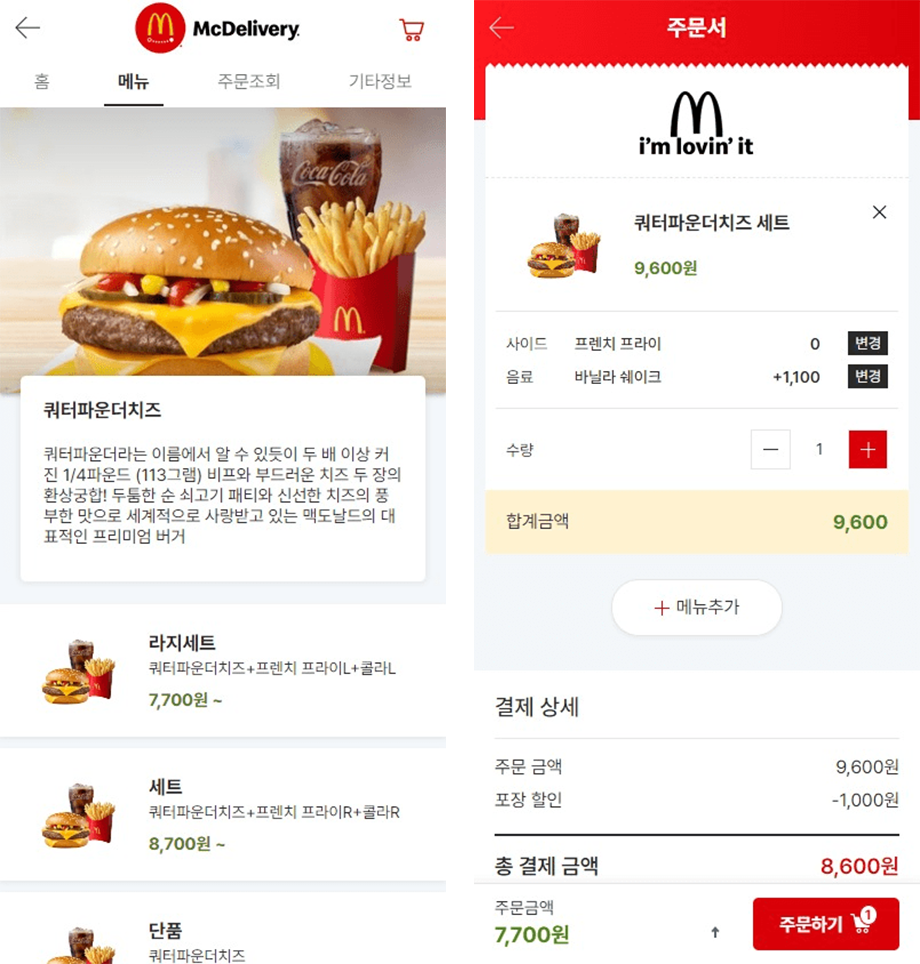 McDelivery
홈 메뉴 주문조회 기타정보
Coca-Cola
쿼터파운더치즈
쿼터파운더라는 이름에서 알 수 있듯이 두 배 이상 커
진 1/4파운드 (113그램) 비프와 부드러운 치즈 두 장의
환상궁합! 두툼한 순 쇠고기 패티와 신선한 치즈의 풍
부한 맛으로 세계적으로 사랑받고 있는 맥도날드의 대
표적인 프리미엄 버거
라지세트
쿼터파운더치즈+프렌치 프라이L+콜라L
7,700원 ~
세트
쿼터파운더치즈+프렌치 프라이R+콜라R
8,700원 ~
단품
쿼터파운더치즈
주문서
i'm lovin' it
쿼터파운더치즈 세트
9,600원
사이드 프렌치 프라이 0 변경
음료 바닐라 쉐이크 +1,100 변경
수량 — 1 +
합계금액 9,600
+ 메뉴추가
결제 상세
주문 금액 9,600원
포장 할인 -1,000원
총 결제 금액 8,600원
주문금액
7,700원
주문하기 1